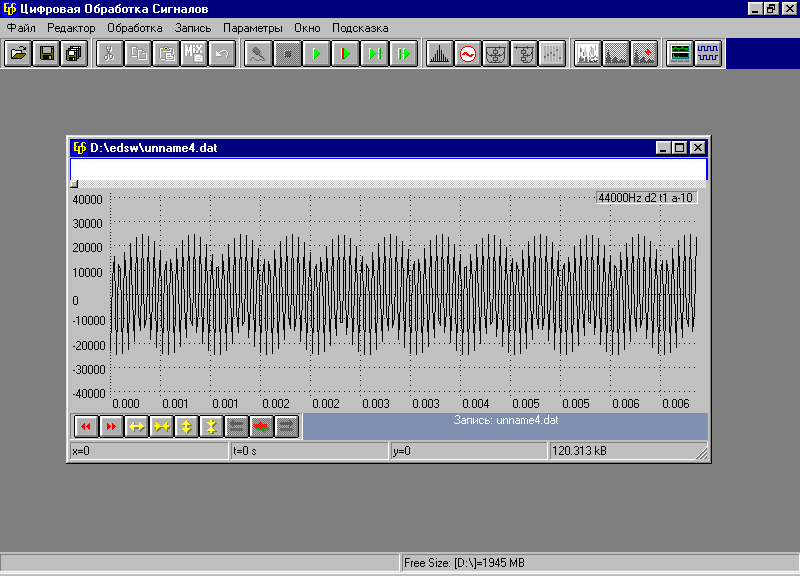 Цифровая Обработка Сигналов
Файл Редактор Обработка Запись Параметры Окно Подсказка
MiX
D:\edsw\unname4.dat
44000Hz d2 t1 a-10
40000
30000
20000
10000
0
-10000
-20000
-30000
-40000
0.000 0.001 0.001 0.002 0.002 0.003 0.003 0.004 0.005 0.005 0.006 0.006
Запись: unname4.dat
x=0 t=0 s y=0 120.313 kB
Free Size: [D:\]=1945 MB